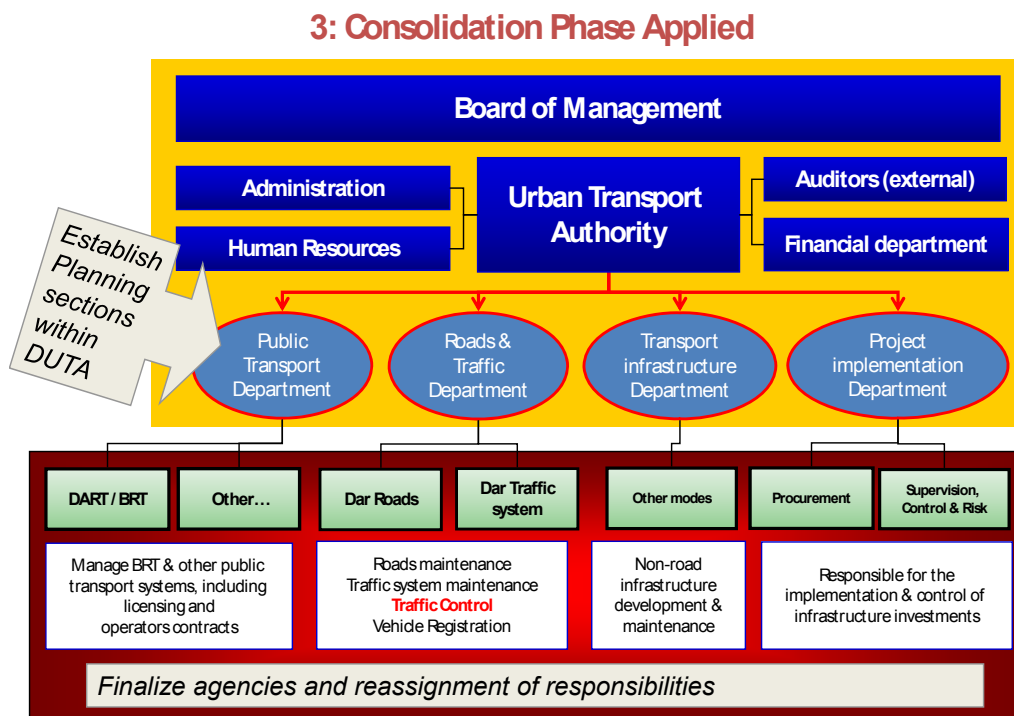 3: Consolidation Phase Applied
Board of Management
Administration
Human Resources
Urban Transport
Authority
Auditors (external)
Financial department
Establish
Planning
sections
within
DUTA
Public
Transport
Department
Roads &
Traffic
Department
Transport
infrastructure
Department
Project
implementation
Department
DART / BRT
Other…
Dar Roads
Dar Traffic
system
Other modes
Procurement
Supervision,
Control & Risk
Manage BRT & other public
transport systems, including
licensing and
operators contracts
Roads maintenance
Traffic system maintenance
Traffic Control
Vehicle Registration
Non-road
infrastructure
development &
maintenance
Responsible for the
implementation & control of
infrastructure investments
Finalize agencies and reassignment of responsibilities